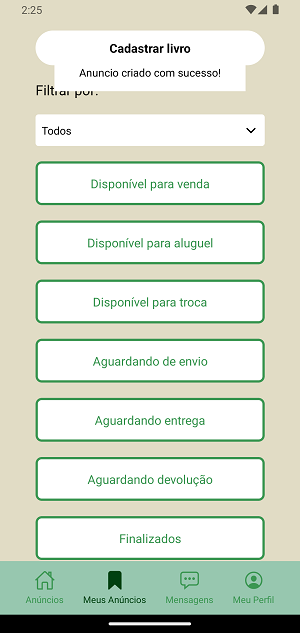 2:25
Cadastrar livro
Anuncio criado com sucesso!
Filtrar por:
Todos
Disponível para venda
Disponível para aluguel
Disponível para troca
Aguardando de envio
Aguardando entrega
Aguardando devolução
Finalizados
Anúncios
Meus Anúncios
Mensagens
Meu Perfil